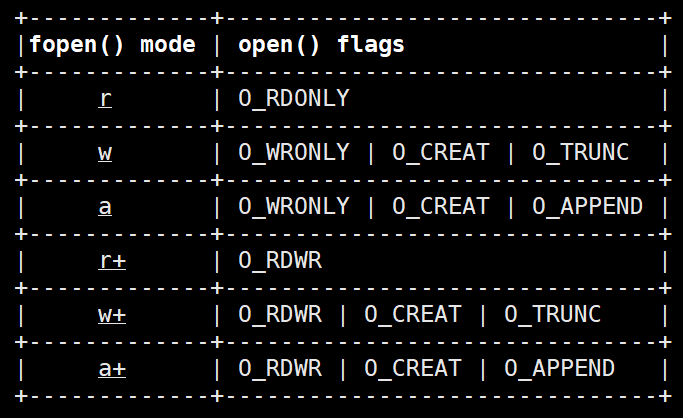 +-------------+-------------------------------+
|fopen() mode | open() flags                  |
+-------------+-------------------------------+
|     r       | O_RDONLY                      |
+-------------+-------------------------------+
|     w       | O_WRONLY | O_CREAT | O_TRUNC  |
+-------------+-------------------------------+
|     a       | O_WRONLY | O_CREAT | O_APPEND |
+-------------+-------------------------------+
|     r+      | O_RDWR                        |
+-------------+-------------------------------+
|     w+      | O_RDWR | O_CREAT | O_TRUNC    |
+-------------+-------------------------------+
|     a+      | O_RDWR | O_CREAT | O_APPEND   |
+-------------+-------------------------------+